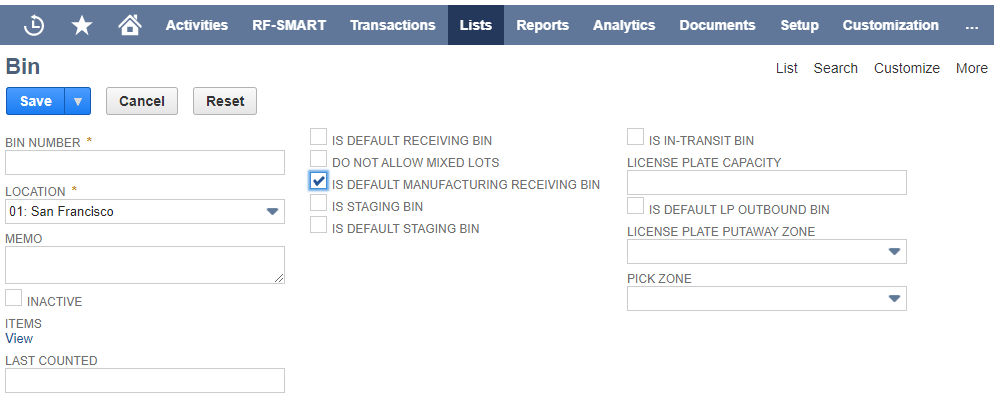 Activities RF-SMART Transactions Lists Reports Analytics Documents Setup Customization ...
Bin
List Search Customize More
Save Cancel Reset
BIN NUMBER *
LOCATION *
01: San Francisco
MEMO
INACTIVE
ITEMS
View
LAST COUNTED
IS DEFAULT RECEIVING BIN
DO NOT ALLOW MIXED LOTS
IS DEFAULT MANUFACTURING RECEIVING BIN
IS STAGING BIN
IS DEFAULT STAGING BIN
IS IN-TRANSIT BIN
LICENSE PLATE CAPACITY
IS DEFAULT LP OUTBOUND BIN
LICENSE PLATE PUTAWAY ZONE
PICK ZONE